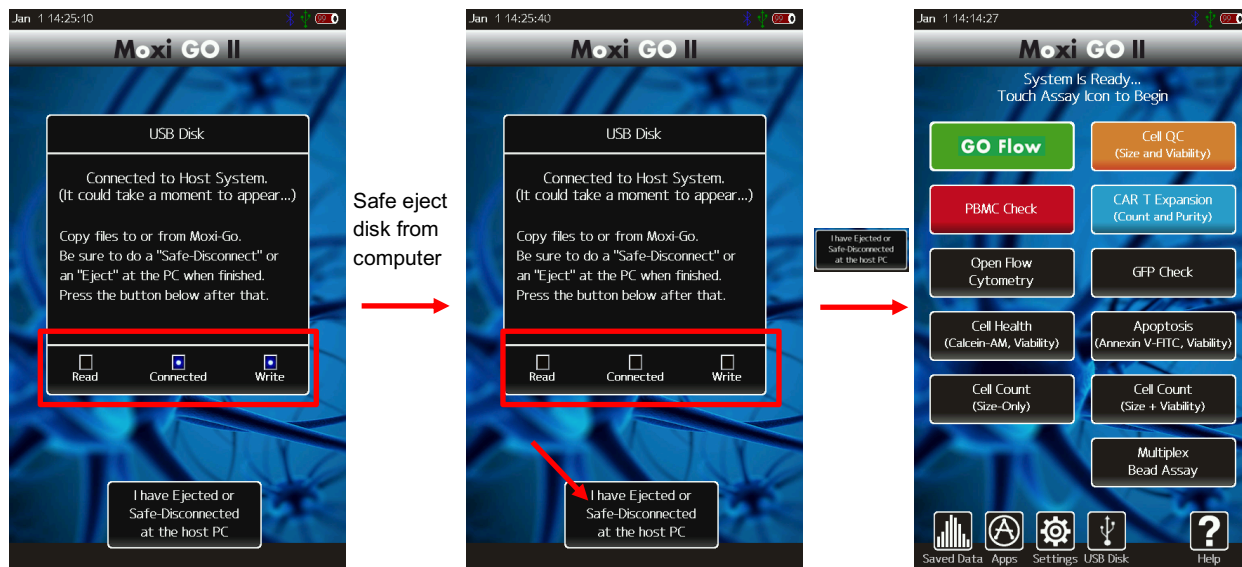 Jan 1 14:25:10
99
Moxi GO II
USB Disk
Connected to Host System.
(It could take a moment to appear...)
Copy files to or from Moxi-Go.
Be sure to do a "Safe-Disconnect" or
an "Eject" at the PC when finished.
Press the button below after that.
Read Connected Write
I have Ejected or
Safe-Disconnected
at the host PC
Safe eject
disk from
computer
Jan 1 14:25:40
99
Moxi GO II
USB Disk
Connected to Host System.
(It could take a moment to appear...)
Copy files to or from Moxi-Go.
Be sure to do a "Safe-Disconnect" or
an "Eject" at the PC when finished.
Press the button below after that.
Read Connected Write
I have Ejected or
Safe-Disconnected
at the host PC
I have Ejected or
Safe-Disconnected
at the host PC
Jan 1 14:14:27
99
Moxi GO II
System Is Ready...
Touch Assay Icon to Begin
GO Flow
Cell QC
(Size and Viability)
PBMC Check
CAR T Expansion
(Count and Purity)
Open Flow
Cytometry
GFP Check
Cell Health
(Calcein-AM, Viability)
Apoptosis
(Annexin V-FITC, Viability)
Cell Count
(Size-Only)
Cell Count
(Size + Viability)
Multiplex
Bead Assay
Saved Data Apps Settings USB Disk Help